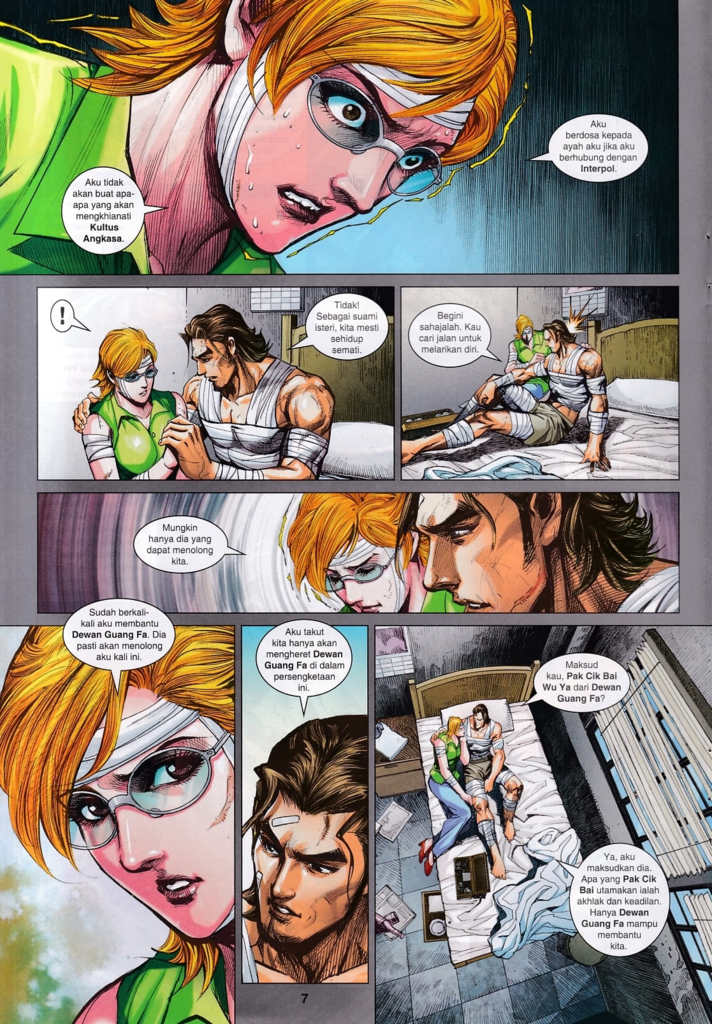 Aku
berdosa kepada
ayah aku jika aku
berhubung dengan
Interpol.
Aku tidak
akan buat apa-
apa yang akan
mengkhianati
Kultus
Angkasa.
!
Tidak!
Sebagai suami
isteri, kita mesti
sehidup
semati.
Begini
sahajalah. Kau
cari jalan untuk
melarikan diri.
Mungkin
hanya dia yang
dapat menolong
kita.
Sudah berkali-
kali aku membantu
Dewan Guang Fa. Dia
pasti akan menolong
aku kali ini.
Aku takut
kita hanya akan
mengheret Dewan
Guang Fa di dalam
persengketaan
ini.
Maksud
kau, Pak Cik Bai
Wu Ya dari Dewan
Guang Fa?
Ya, aku
maksudkan dia.
Apa yang Pak Cik
Bai utamakan ialah
akhlak dan keadilan.
Hanya Dewan
Guang Fa mampu
membantu
kita.
7